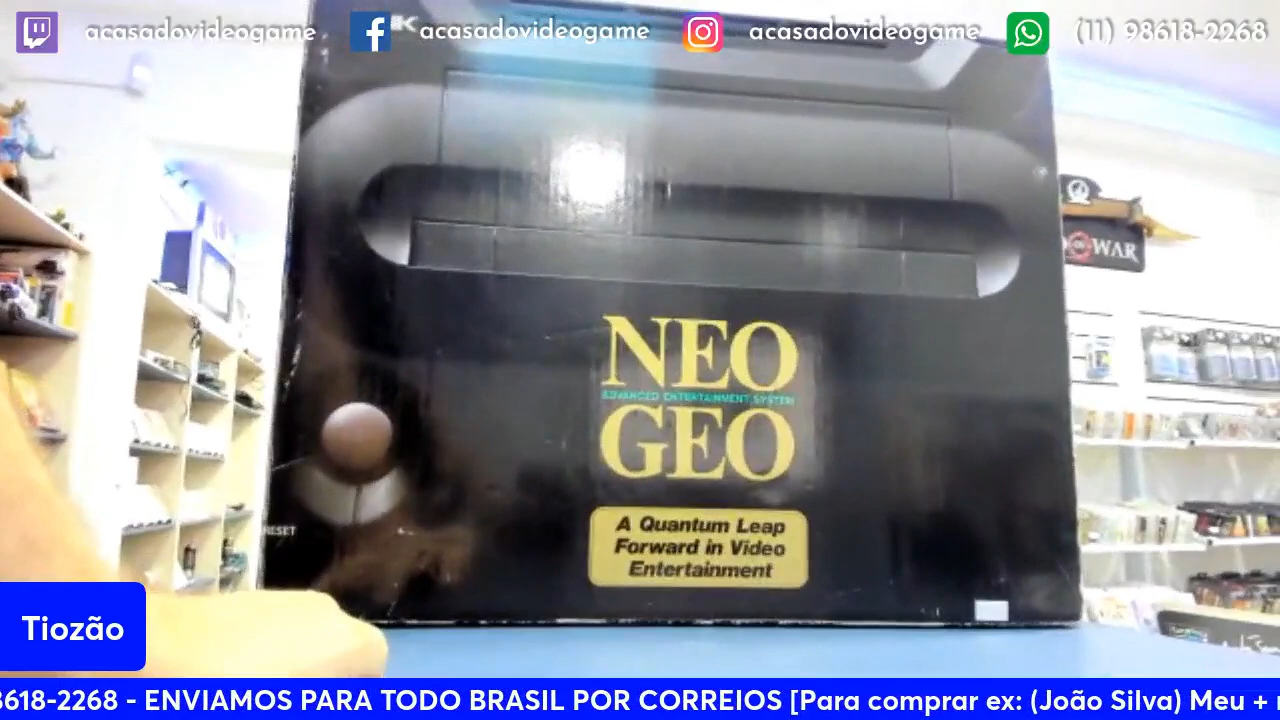 acasadovideogame acasadovideogame acasadovideogame (11) 98618-2268
WAR
NEO
ADVANCED ENTERTAINMENT SYSTEM
GEO
RESET
A Quantum Leap
Forward in Video
Entertainment
Tiozão
8618-2268 - ENVIAMOS PARA TODO BRASIL POR CORREIOS [Para comprar ex: (João Silva) Meu +